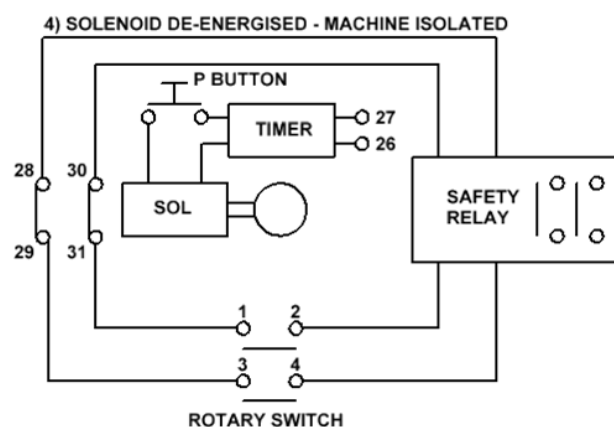 4) SOLENOID DE-ENERGISED - MACHINE ISOLATED
P BUTTON
TIMER
27
26
28
30
SOL
SAFETY
RELAY
29
31
1
2
3
4
ROTARY SWITCH